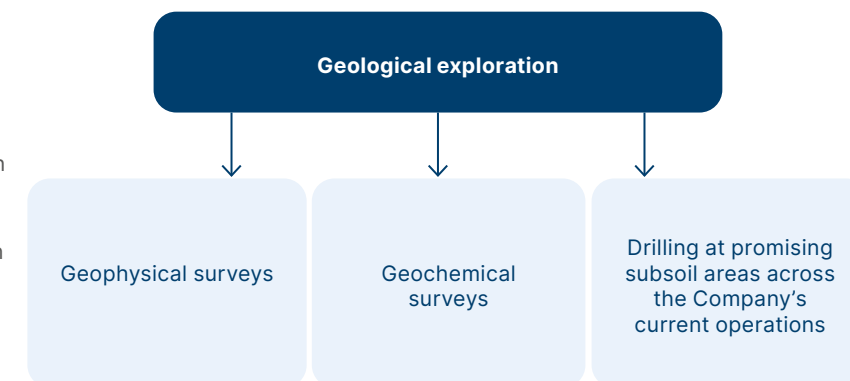 Geological exploration
Geophysical surveys
Geochemical
surveys
Drilling at promising
subsoil areas across
the Company’s
current operations